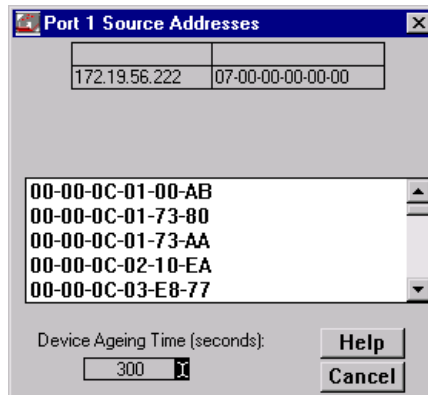 Port 1 Source Addresses
172.19.56.222 07-00-00-00-00-00
00-00-0C-01-00-AB
00-00-0C-01-73-80
00-00-0C-01-73-AA
00-00-0C-02-10-EA
00-00-0C-03-E8-77
Device Ageing Time (seconds):
300
Help
Cancel